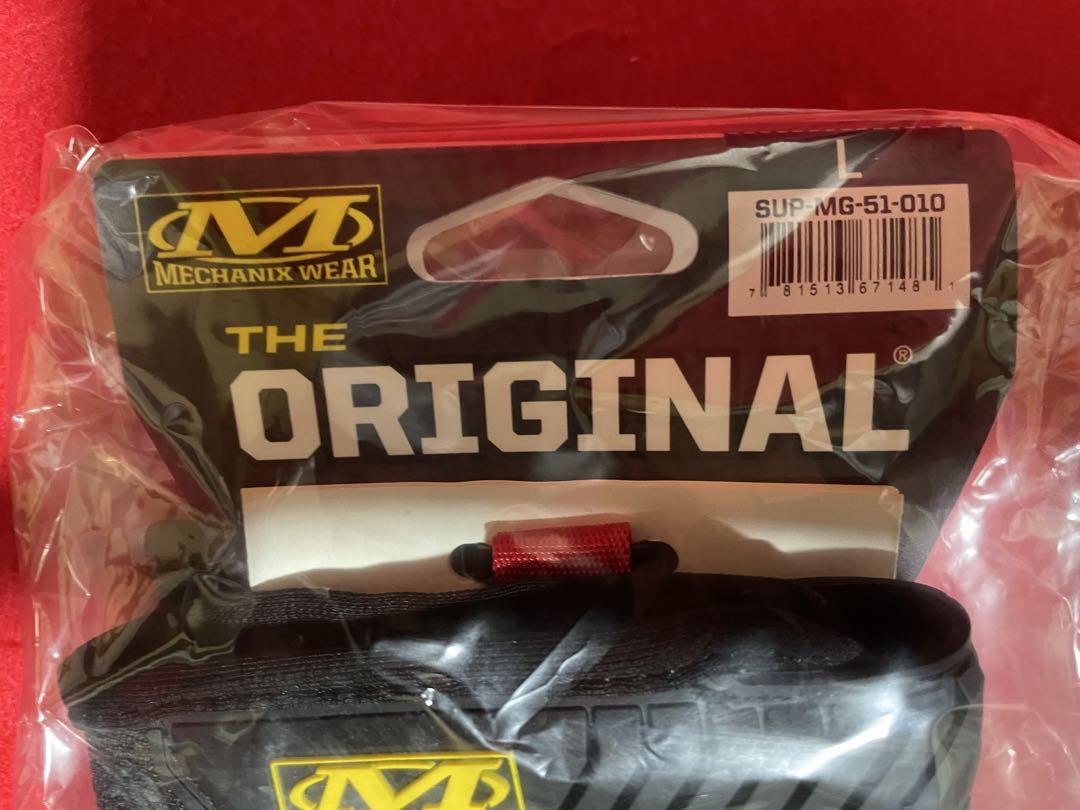 L
SUP-MG-51-010
7 81513 67148 1
M
MECHANIX WEAR®
THE
ORIGINAL®
M